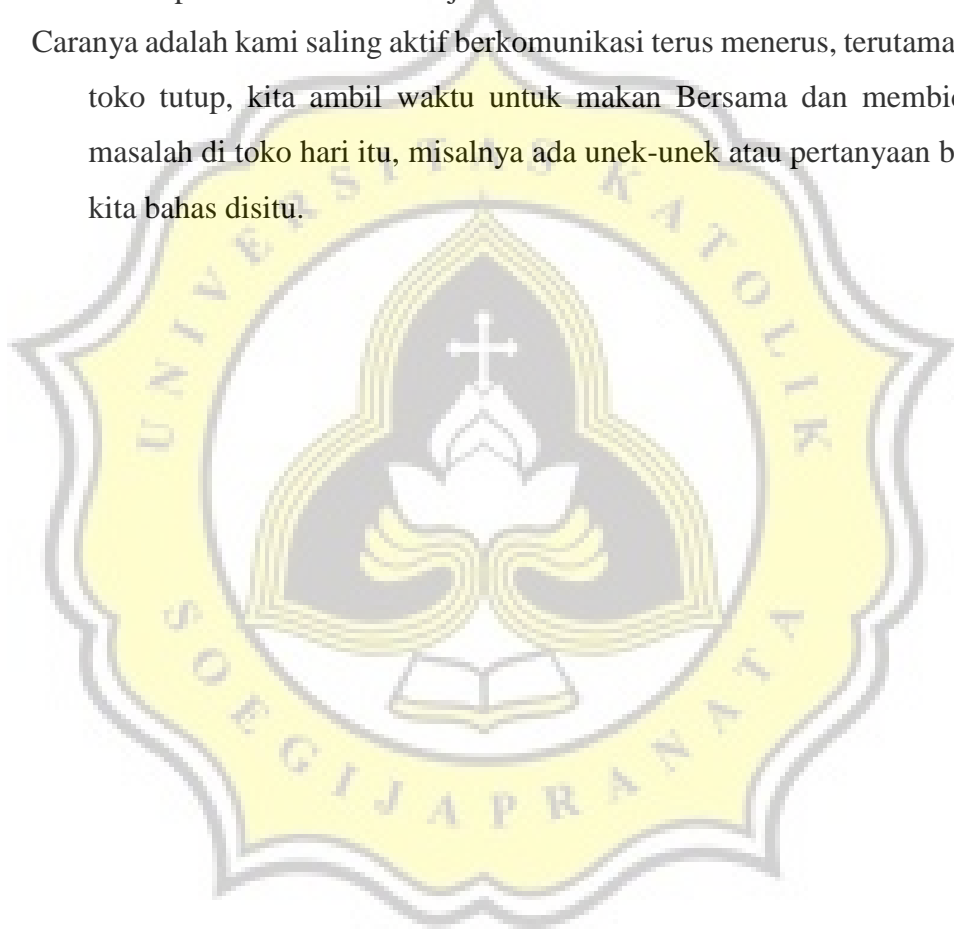 Caranya adalah kami saling aktif berkomunikasi terus menerus, terutama
toko tutup, kita ambil waktu untuk makan Bersama dan
masalah di toko hari itu, misalnya ada unek-unek atau pertanyaan
kita bahas disitu.
UNIVERSITAS KATOLIK
SOEGIJAPRANATA